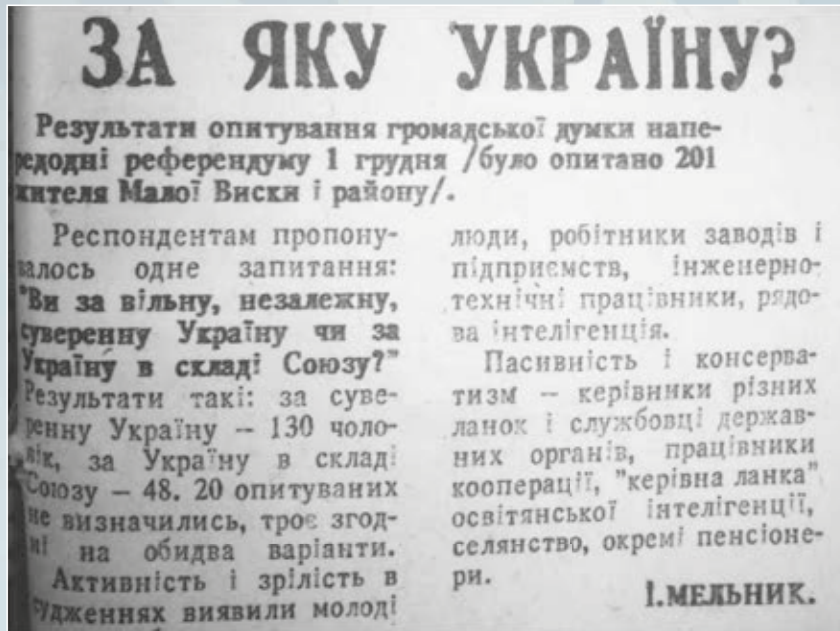 ЗА ЯКУ УКРАЇНУ?
Результати опитування громадської думки напе-
редодні референдуму 1 грудня /було опитано 201
жителя Малої Виски і району/.
Респондентам пропону-
валось одне запитання:
"Ви за вільну, незалежну,
суверенну Україну чи за
Україну в складі Союзу?"
Результати такі: за суве-
ренну Україну — 130 чоло-
вік, за Україну в складі
Союзу — 48. 20 опитуваних
не визначились, троє згод-
ні на обидва варіанти.
Активність і зрілість в
судженнях виявили молоді
люди, робітники заводів і
підприємств, інженерно-
технічні працівники, рядо-
ва інтелігенція.
Пасивність і консерва-
тизм — керівники різних
ланок і службовці держав-
них органів, працівники
кооперації, "керівна ланка"
освітянської інтелігенції,
селянство, окремі пенсіоне-
ри.
І.МЕЛЬНИК.